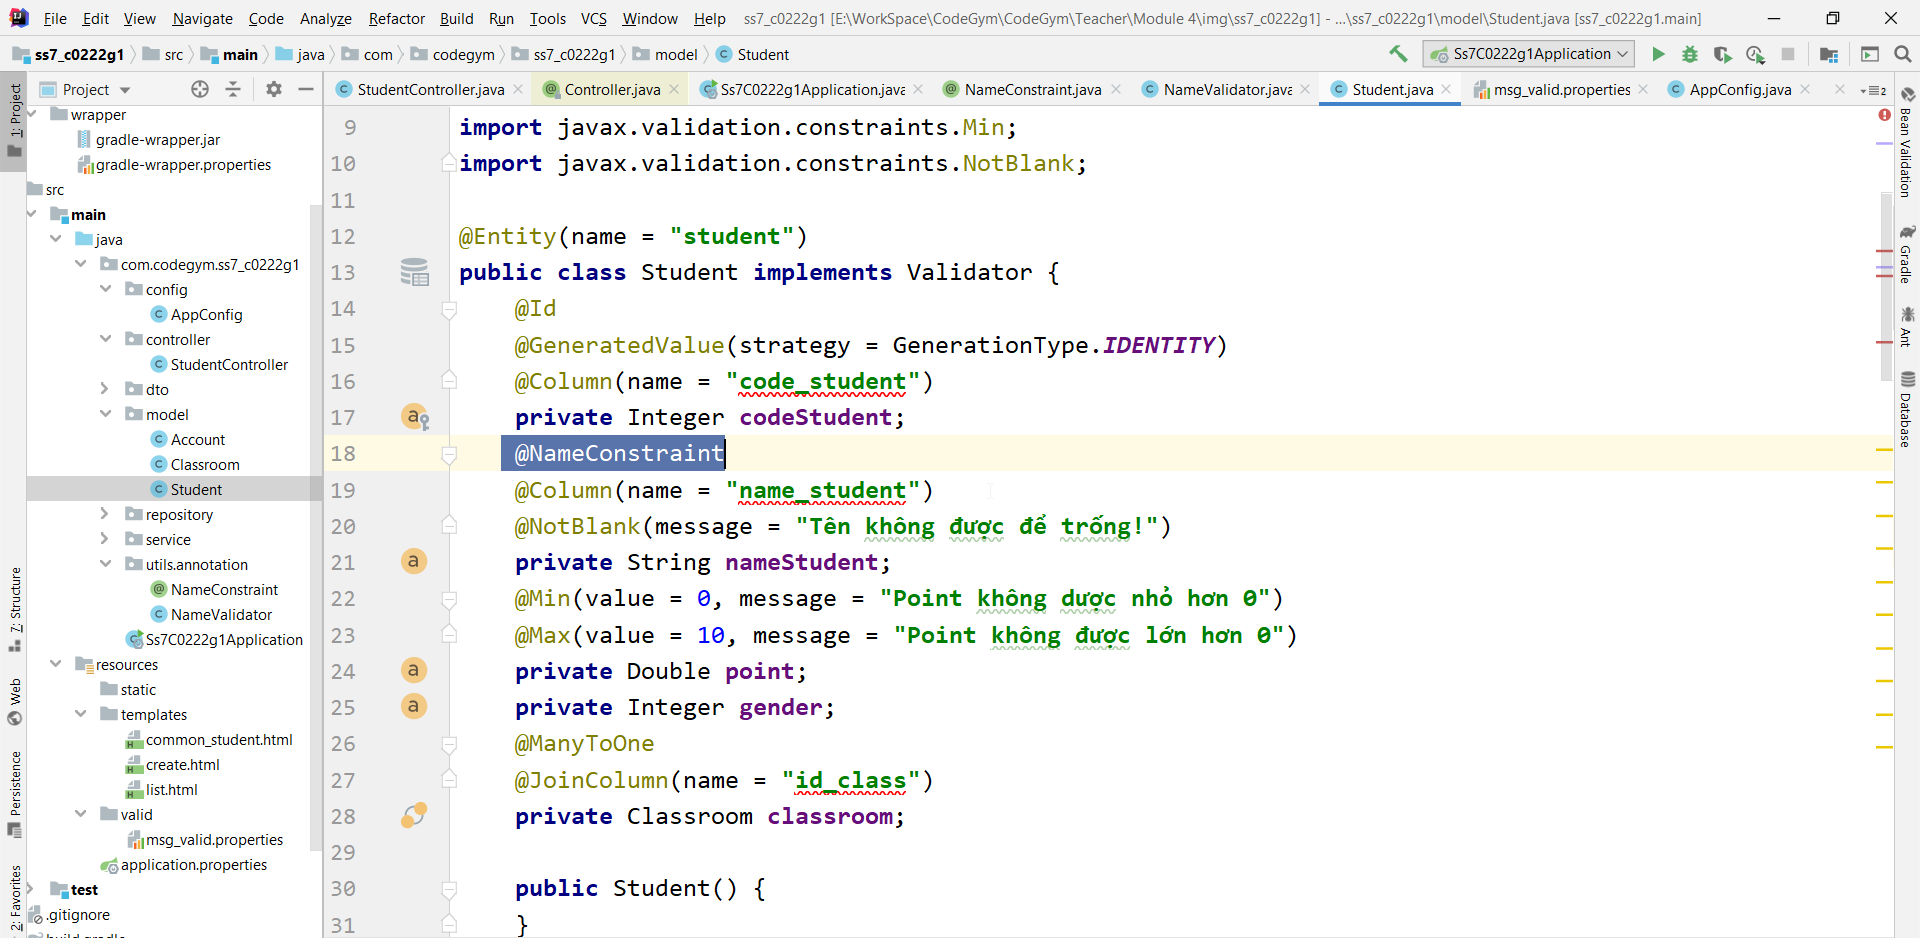 File Edit View Navigate Code Analyze Refactor Build Run Tools VCS Window Help ss7_c0222g1 [E:\WorkSpace\CodeGym\CodeGym\Teacher\Module 4\img\ss7_c0222g1] - ...\ss7_c0222g1\model\Student.java [ss7_c0222g1.main]
ss7_c0222g1 src main java com codegym ss7_c0222g1 model Student Ss7C0222g1Application
Project StudentController.java Controller.java Ss7C0222g1Application.java NameConstraint.java NameValidator.java Student.java msg_valid.properties AppConfig.java 2
wrapper
gradle-wrapper.jar
gradle-wrapper.properties
src
main
java
com.codegym.ss7_c0222g1
config
AppConfig
controller
StudentController
dto
model
Account
Classroom
Student
repository
service
utils.annotation
NameConstraint
NameValidator
Ss7C0222g1Application
resources
static
templates
common_student.html
create.html
list.html
valid
msg_valid.properties
application.properties
test
.gitignore
1: Project
7: Structure
Web
Persistence
2: Favorites
9 import javax.validation.constraints.Min;
10 import javax.validation.constraints.NotBlank;
11
12 @Entity(name = "student")
13 public class Student implements Validator {
14 @Id
15 @GeneratedValue(strategy = GenerationType.IDENTITY)
16 @Column(name = "code_student")
17 private Integer codeStudent;
18 @NameConstraint
19 @Column(name = "name_student")
20 @NotBlank(message = "Tên không được để trống!")
21 private String nameStudent;
22 @Min(value = 0, message = "Point không dược nhỏ hơn 0")
23 @Max(value = 10, message = "Point không được lớn hơn 0")
24 private Double point;
25 private Integer gender;
26 @ManyToOne
27 @JoinColumn(name = "id_class")
28 private Classroom classroom;
29
30 public Student() {
31 }
Bean Validation
Gradle
Ant
Database